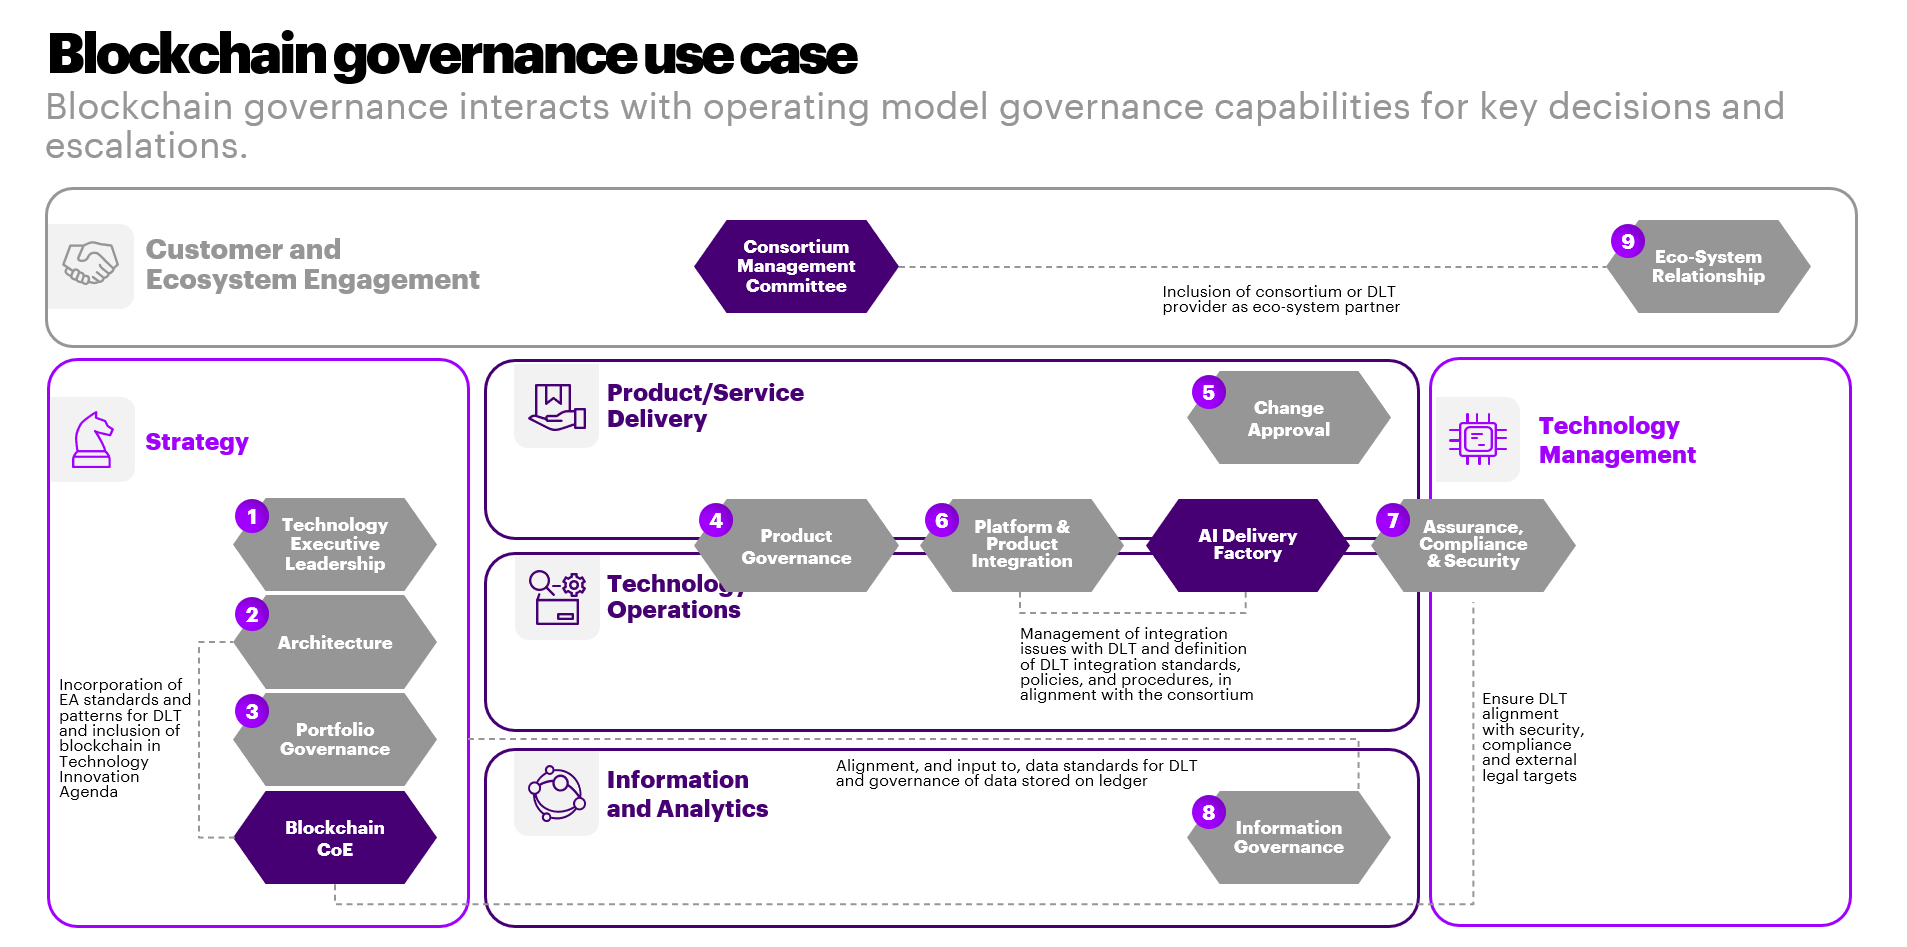 Blockchain governance use case
Blockchain governance interacts with operating model governance capabilities for key decisions and
escalations.
Customer and
Ecosystem Engagement
Consortium
Management
Committee
Inclusion of consortium or DLT
provider as eco-system partner
9
Eco-System
Relationship
Strategy
1
Technology
Executive
Leadership
2
Architecture
3
Portfolio
Governance
Blockchain
CoE
Incorporation of
EA standards and
patterns for DLT
and inclusion of
blockchain in
Technology
Innovation
Agenda
Product/Service
Delivery
5
Change
Approval
4
Product
Governance
6
Platform &
Product
Integration
AI Delivery
Factory
7
Assurance,
Compliance
& Security
Technology
Operations
Management of integration
issues with DLT and definition
of DLT integration standards,
policies, and procedures, in
alignment with the consortium
Information
and Analytics
Alignment, and input to, data standards for DLT
and governance of data stored on ledger
8
Information
Governance
Technology
Management
Ensure DLT
alignment
with security,
compliance
and external
legal targets